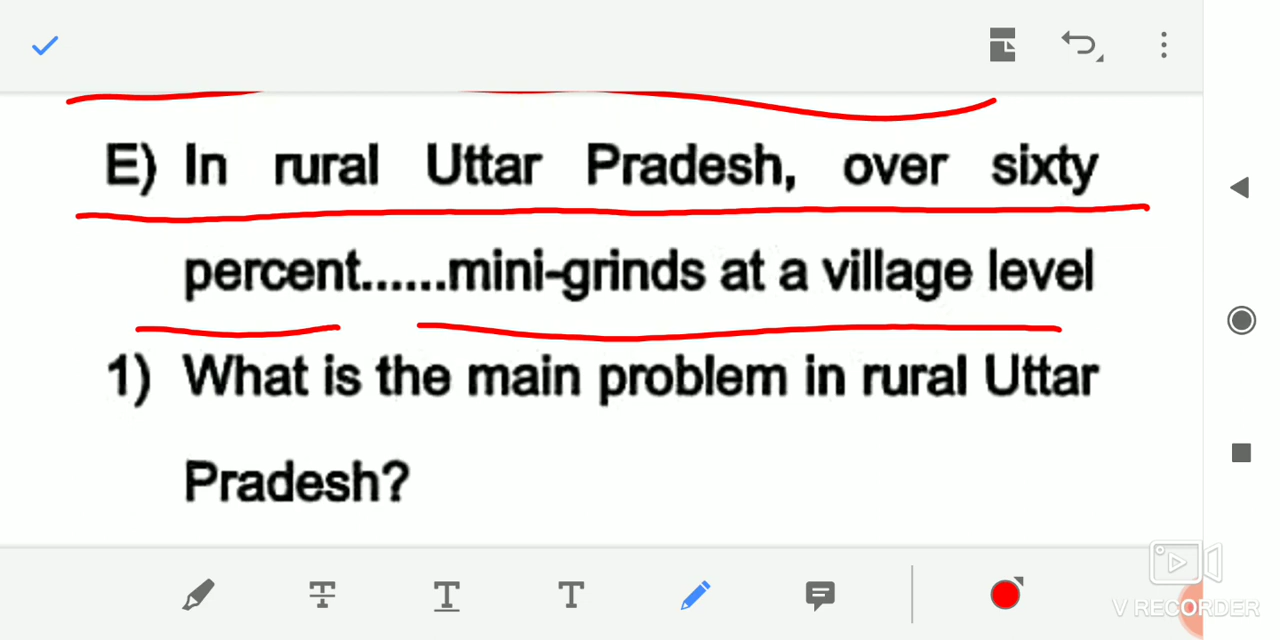 E) In rural Uttar Pradesh, over sixty
percent......mini-grinds at a village level
1) What is the main problem in rural Uttar
Pradesh?
V RECORDER